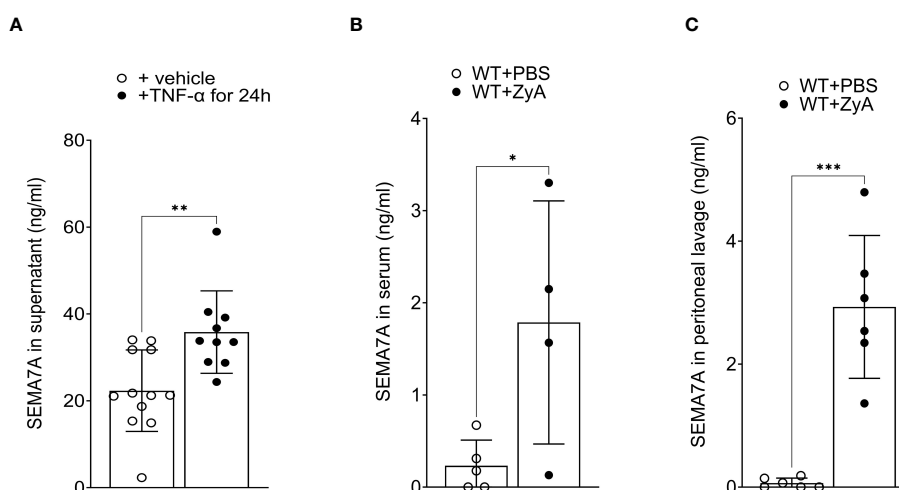 A
+ vehicle
+TNF-α for 24h
SEMA7A in supernatant (ng/ml)
80
60
40
20
0
**
B
WT+PBS
WT+ZyA
SEMA7A in serum (ng/ml)
4
3
2
1
0
*
C
WT+PBS
WT+ZyA
SEMA7A in peritoneal lavage (ng/ml)
6
4
2
0
***